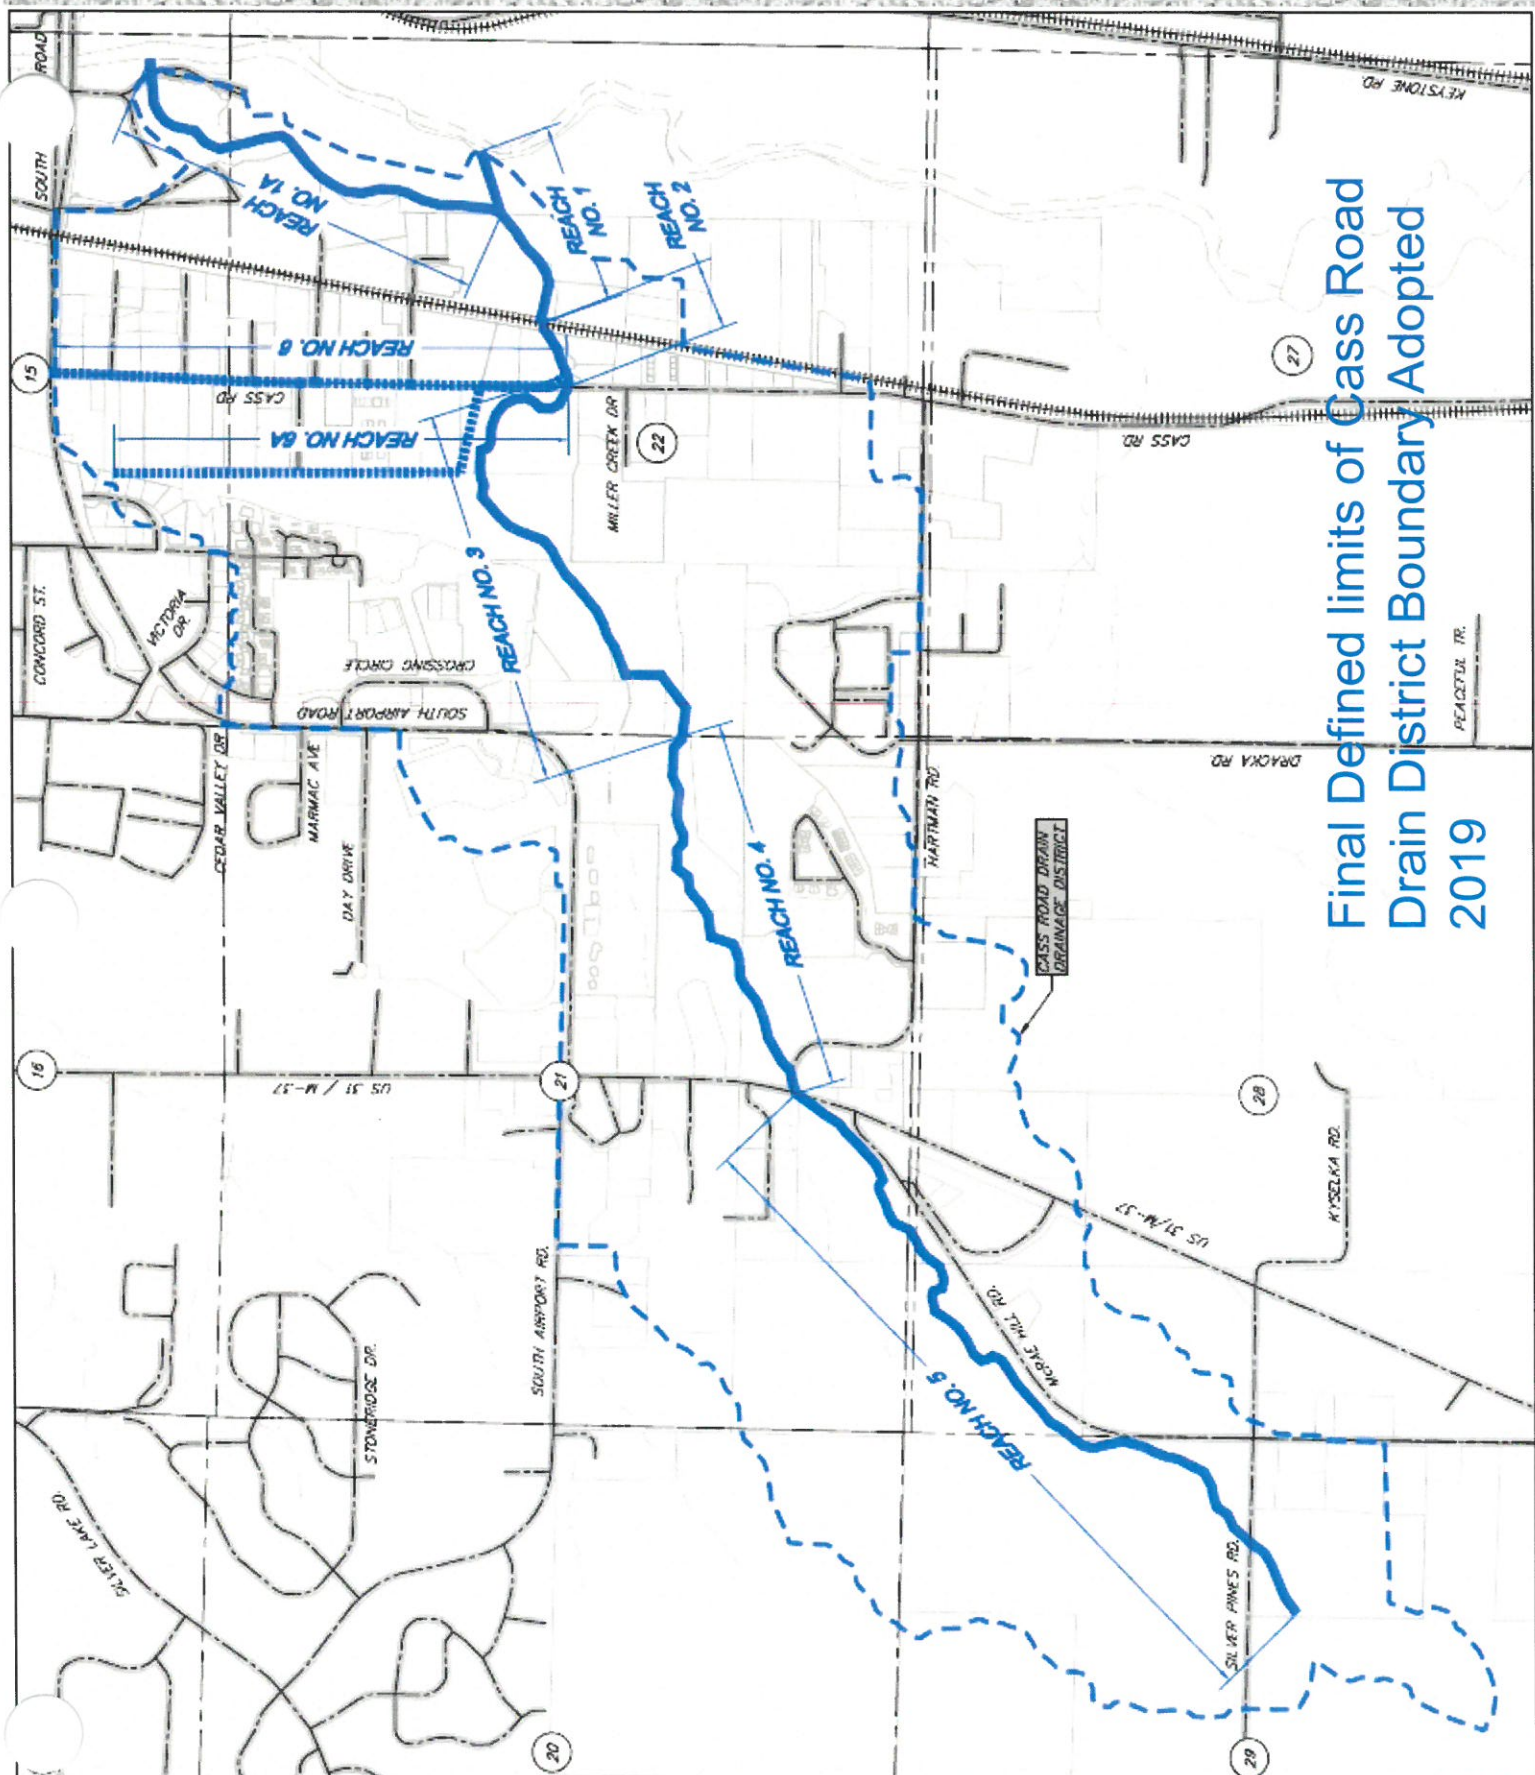 Final Defined limits of Cass Road
Drain District Boundary Adopted
2019
CASS ROAD DRAIN
DRAINAGE DISTRICT
REACH
NO. 1A
REACH
NO. 1
REACH
NO. 2
REACH NO. 3
REACH NO. 4
REACH NO. 5
REACH NO. 6A
SOUTH
ROAD
KEYSTONE RD.
CASS RD
CASS RD.
MILLER CREEK DR
CONCORD ST.
VICTORIA
DR.
CROSSING CIRCLE
SOUTH AIRPORT ROAD
CEDAR VALLEY DR
MARMAC AVE
DAY DRIVE
HARTMAN RD.
DRACKA RD
PEACEFUL TR.
US 31 / M-37
US 31/M-37
KYSELKA RD.
MCRAE HILL RD.
SOUTH AIRPORT RD.
STONERIDGE DR.
SILVER LAKE RD.
SILVER PINES RD.
15
16
20
21
22
27
28
29